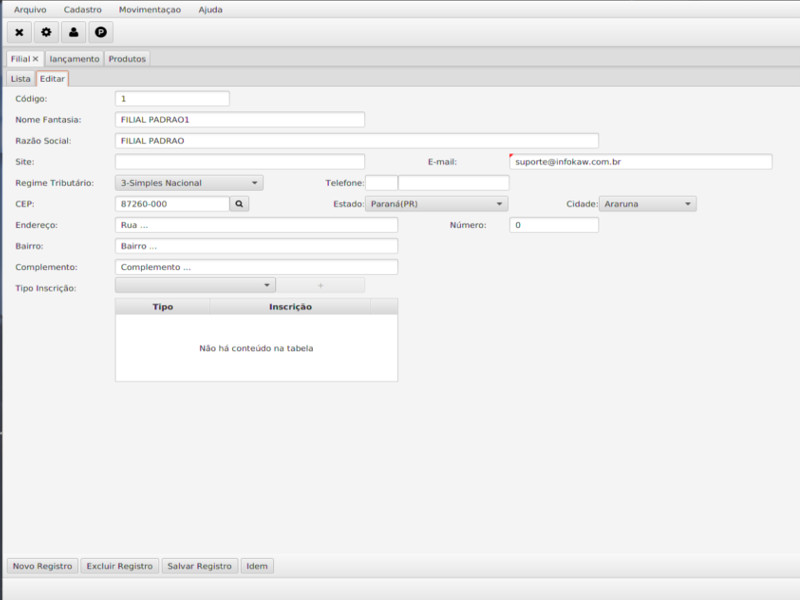 Arquivo Cadastro Movimentaçao Ajuda
P
Filial lançamento Produtos
Lista Editar
Código: 1
Nome Fantasia: FILIAL PADRAO1
Razão Social: FILIAL PADRAO
Site: E-mail: suporte@infokaw.com.br
Regime Tributário: 3-Simples Nacional Telefone:
CEP: 87260-000 Estado: Paraná(PR) Cidade: Araruna
Endereço: Rua ... Número: 0
Bairro: Bairro ...
Complemento: Complemento ...
Tipo Inscrição: +
Tipo Inscrição
Não há conteúdo na tabela
Novo Registro Excluir Registro Salvar Registro Idem